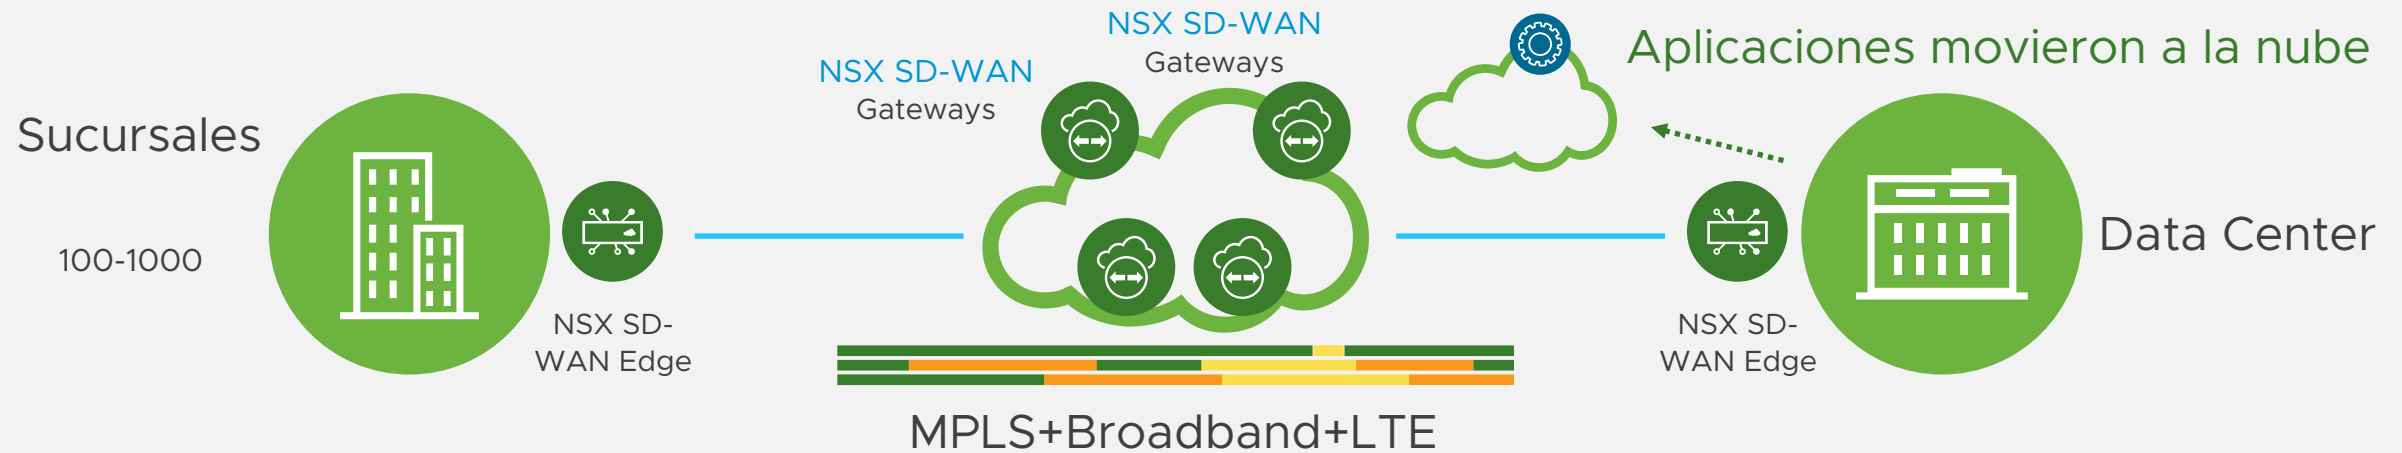 Sucursales
100-1000
NSX SD-
WAN Edge
NSX SD-WAN
Gateways
NSX SD-WAN
Gateways
MPLS+Broadband+LTE
Aplicaciones movieron a la nube
NSX SD-
WAN Edge
Data Center